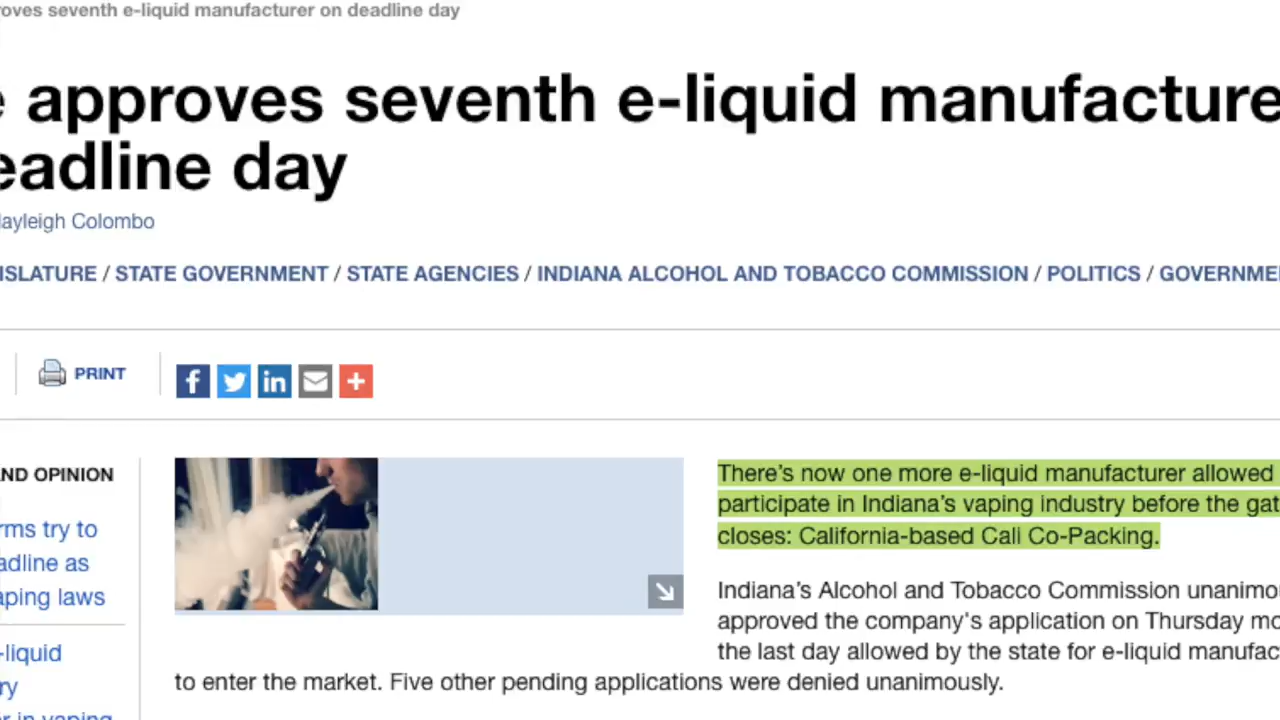 oves seventh e-liquid manufacturer on deadline day
e approves seventh e-liquid manufacture
eadline day
ayleigh Colombo
ISLATURE / STATE GOVERNMENT / STATE AGENCIES / INDIANA ALCOHOL AND TOBACCO COMMISSION / POLITICS / GOVERNME
PRINT
ND OPINION
rms try to
adline as
aping laws
-liquid
ry
r in vaping
There's now one more e-liquid manufacturer allowed
participate in Indiana's vaping industry before the gat
closes: California-based Cali Co-Packing.
Indiana's Alcohol and Tobacco Commission unanimo
approved the company's application on Thursday mo
the last day allowed by the state for e-liquid manufac
to enter the market. Five other pending applications were denied unanimously.